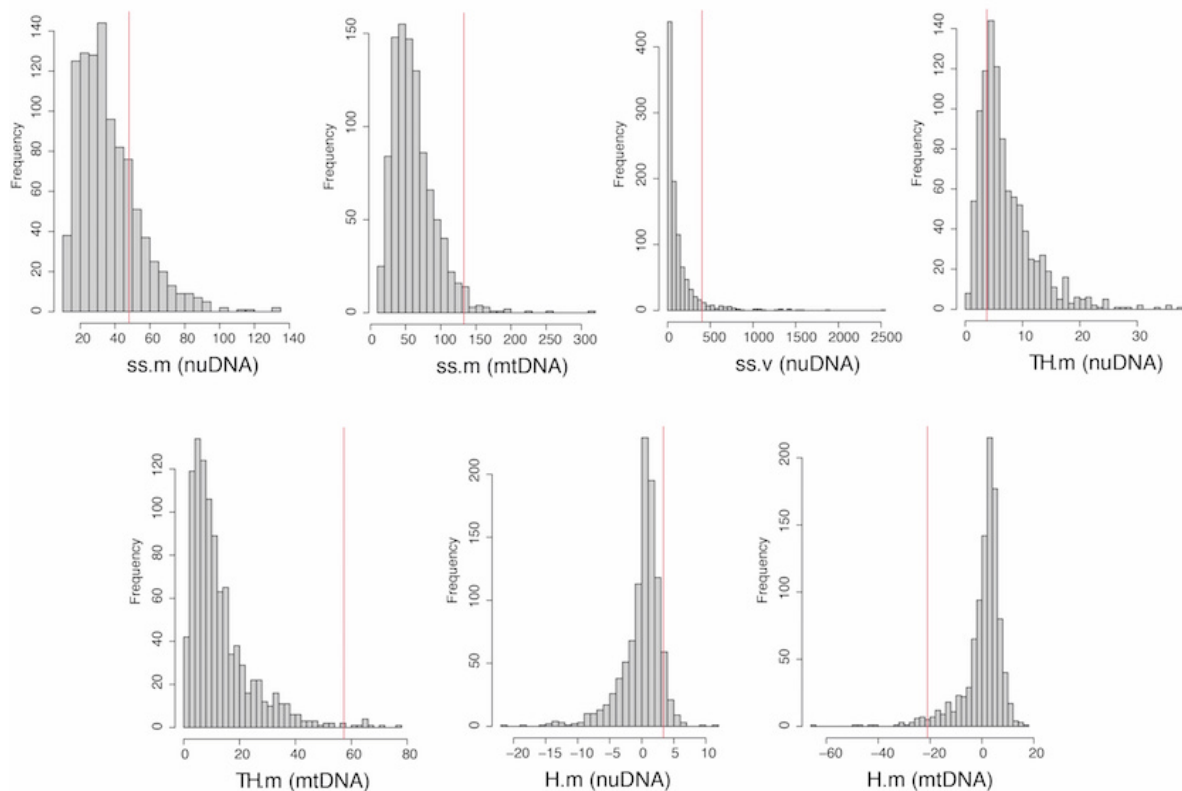 Frequency
0 20 40 60 80 100 120 140
20 40 60 80 100 120 140
ss.m (nuDNA)
Frequency
0 50 100 150
0 50 100 150 200 250 300
ss.m (mtDNA)
Frequency
0 100 200 300 400
0 500 1000 1500 2000 2500
ss.v (nuDNA)
Frequency
0 20 40 60 80 100 120 140
0 10 20 30
TH.m (nuDNA)
Frequency
0 20 40 60 80 100 120
0 20 40 60 80
TH.m (mtDNA)
Frequency
0 50 100 150 200
−20 −15 −10 −5 0 5 10
H.m (nuDNA)
Frequency
0 50 100 150 200
−60 −40 −20 0 20
H.m (mtDNA)